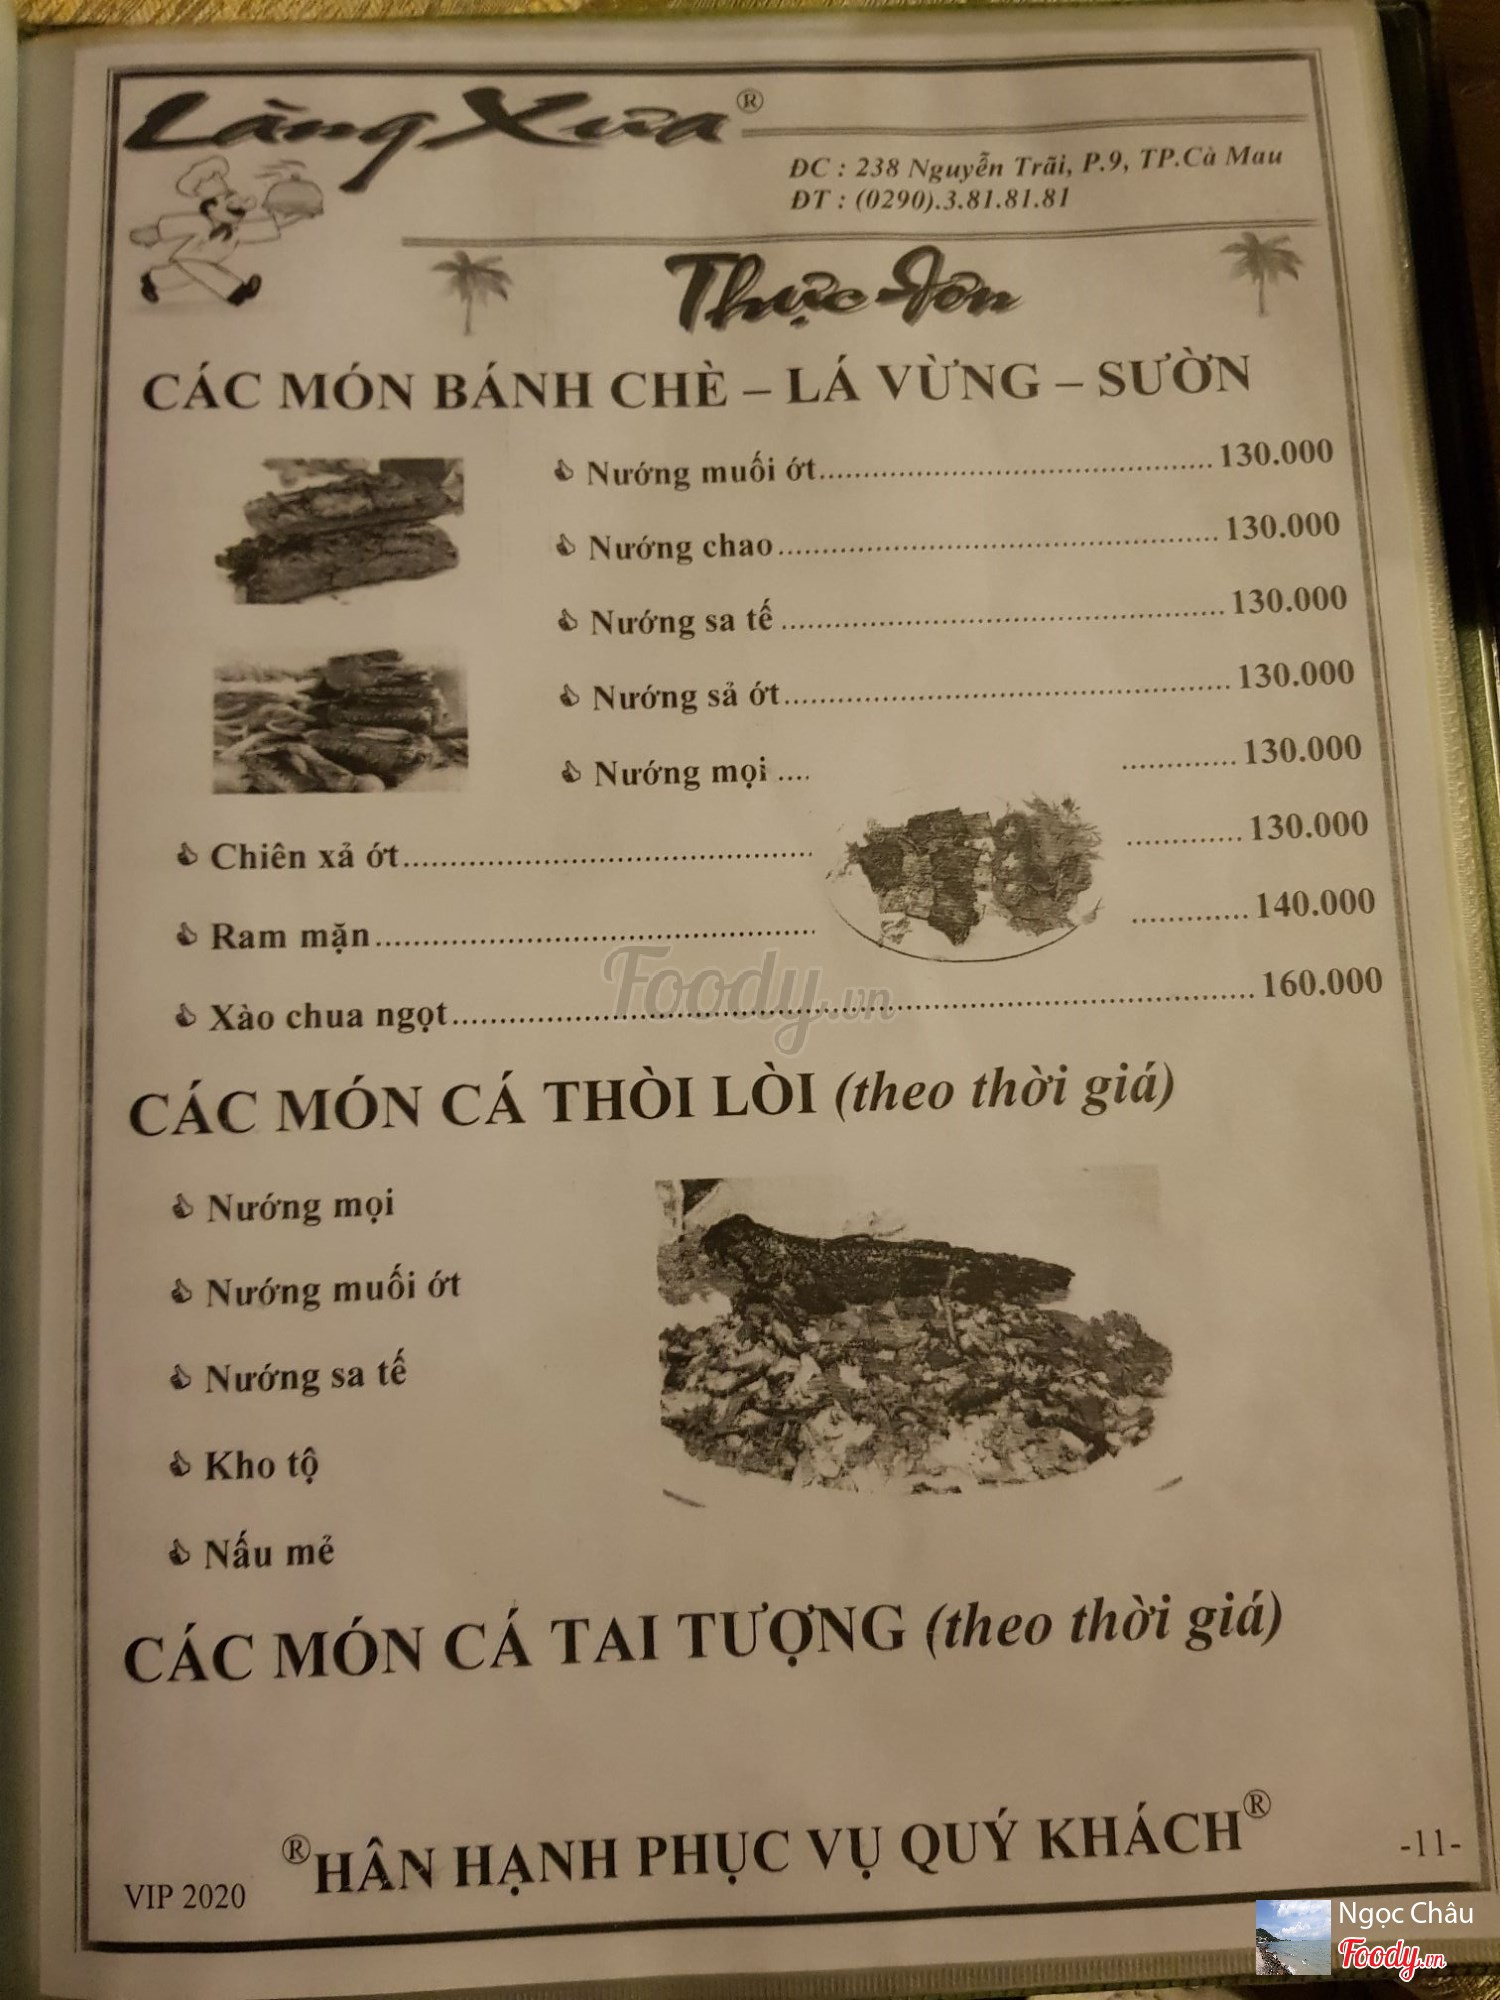 Làng Xưa®
ĐC : 238 Nguyễn Trãi, P.9, TP.Cà Mau
ĐT : (0290).3.81.81.81
Thực Đơn
CÁC MÓN BÁNH CHÈ – LÁ VỪNG – SƯỜN
Nướng muối ớt....................130.000
Nướng chao....................130.000
Nướng sa tế....................130.000
Nướng sả ớt....................130.000
Nướng mọi .... .............130.000
Chiên xả ớt.................... .............130.000
Ram mặn.................... .............140.000
Xào chua ngọt....................160.000
Foody.vn
CÁC MÓN CÁ THÒI LÒI (theo thời giá)
Nướng mọi
Nướng muối ớt
Nướng sa tế
Kho tộ
Nấu mẻ
CÁC MÓN CÁ TAI TƯỢNG (theo thời giá)
®HÂN HẠNH PHỤC VỤ QUÝ KHÁCH®
VIP 2020
-11-
Ngọc Châu
Foody.vn